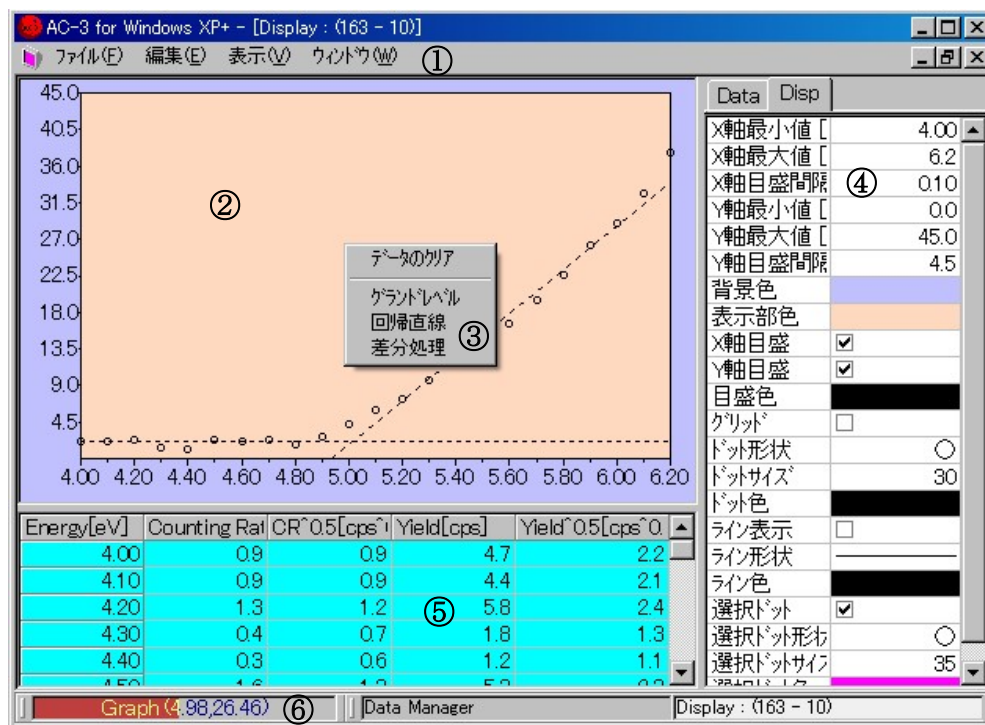 AC-3 for Windows XP+ - [Display : (163 - 10)]
ファイル(F) 編集(E) 表示(V) ウィンドウ(W) ①
45.0
40.5
36.0
31.5
27.0
22.5
18.0
13.5
9.0
4.5
4.00 4.20 4.40 4.60 4.80 5.00 5.20 5.40 5.60 5.80 6.00 6.20
②
データのクリア
グランドレベル
回帰直線
差分処理
③
Data Disp
X軸最小値 [ 4.00
X軸最大値 [ 6.2
X軸目盛間隔 0.10
④
Y軸最小値 [ 0.0
Y軸最大値 [ 45.0
Y軸目盛間隔 4.5
背景色
表示部色
X軸目盛
Y軸目盛
目盛色
グリッド
ドット形状
ドットサイズ 30
ドット色
ライン表示
ライン形状
ライン色
選択ドット
選択ドット形状
選択ドットサイズ 35
Energy[eV] Counting Rat CR^0.5[cps^ Yield[cps] Yield^0.5[cps^0.
4.00 0.9 0.9 4.7 2.2
4.10 0.9 0.9 4.4 2.1
4.20 1.3 1.2 5.8 2.4
4.30 0.4 0.7 1.8 1.3
4.40 0.3 0.6 1.2 1.1
⑤
Graph (4.98,26.46) ⑥ Data Manager Display : (163 - 10)